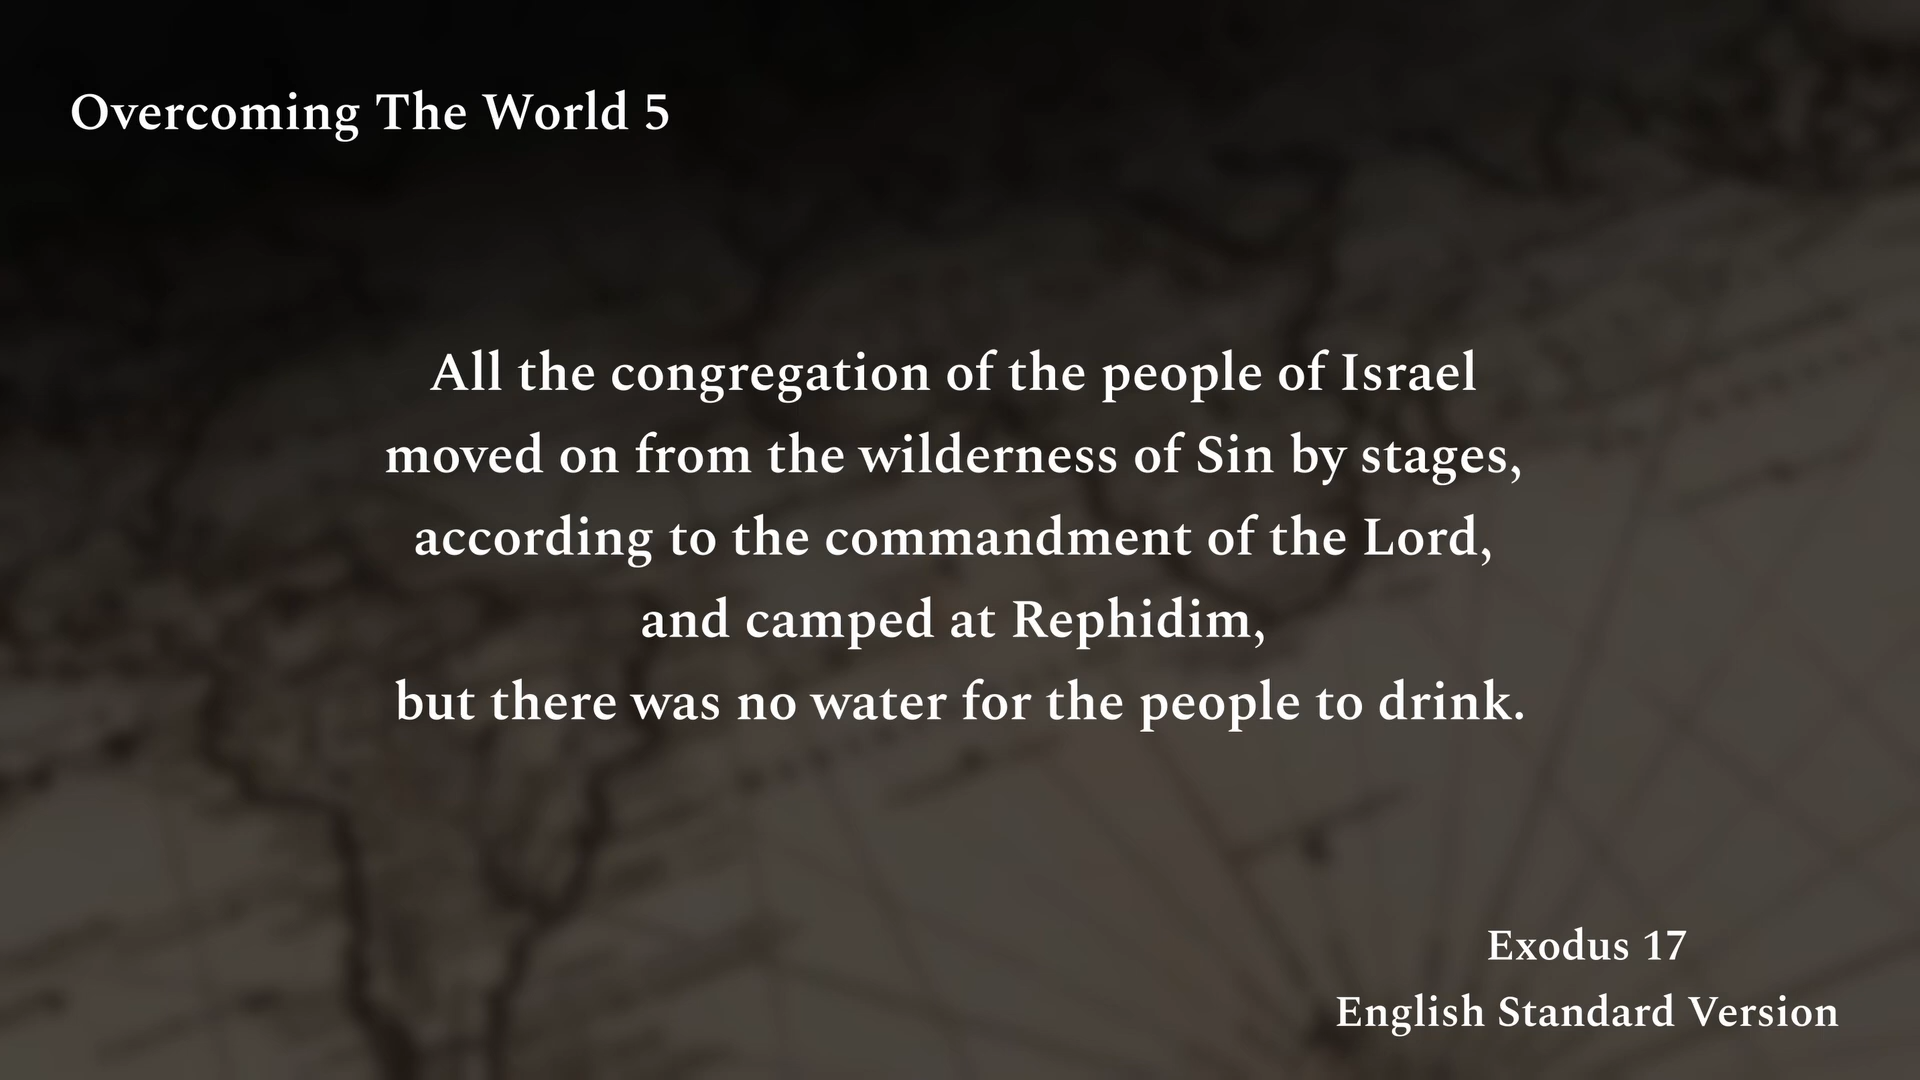 Overcoming The World 5
All the congregation of the people of Israel
moved on from the wilderness of Sin by stages,
according to the commandment of the Lord,
and camped at Rephidim,
but there was no water for the people to drink.
Exodus 17
English Standard Version